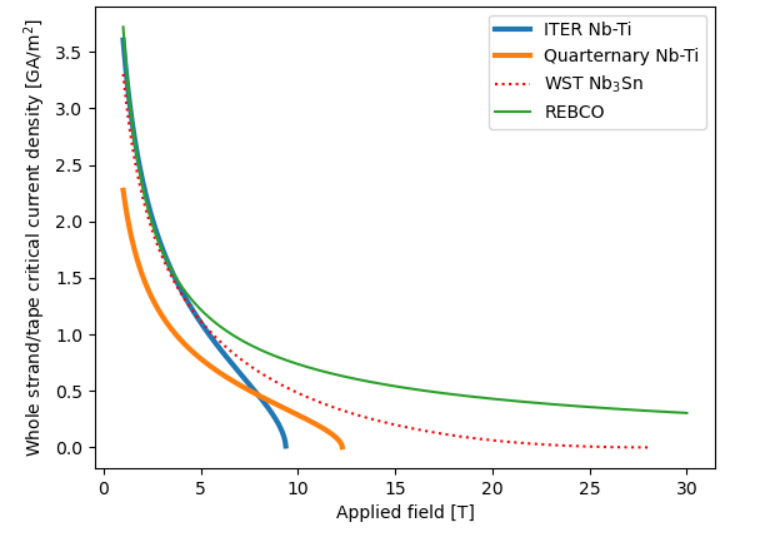 Whole strand/tape critical current density [GA/m²]
3.5
3.0
2.5
2.0
1.5
1.0
0.5
0.0
ITER Nb-Ti
Quarternary Nb-Ti
WST Nb₃Sn
REBCO
0 5 10 15 20 25 30
Applied field [T]